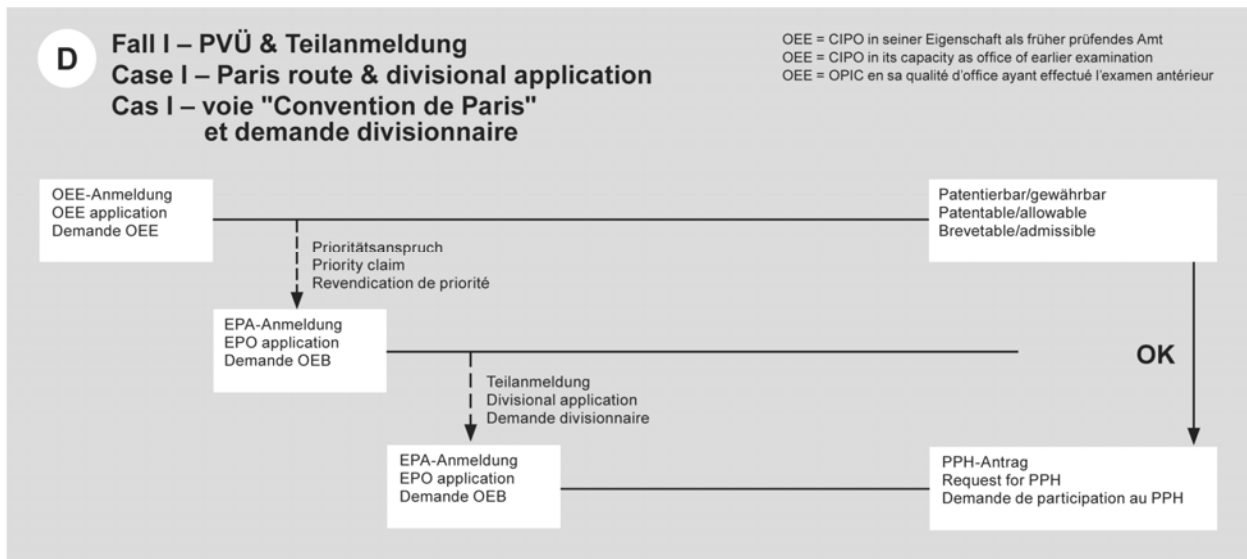 D
Fall I – PVÜ & Teilanmeldung
Case I – Paris route & divisional application
Cas I – voie "Convention de Paris"
et demande divisionnaire
OEE = CIPO in seiner Eigenschaft als früher prüfendes Amt
OEE = CIPO in its capacity as office of earlier examination
OEE = OPIC en sa qualité d'office ayant effectué l'examen antérieur
OEE-Anmeldung
OEE application
Demande OEE
Patentierbar/gewährbar
Patentable/allowable
Brevetable/admissible
Prioritätsanspruch
Priority claim
Revendication de priorité
EPA-Anmeldung
EPO application
Demande OEB
OK
Teilanmeldung
Divisional application
Demande divisionnaire
EPA-Anmeldung
EPO application
Demande OEB
PPH-Antrag
Request for PPH
Demande de participation au PPH